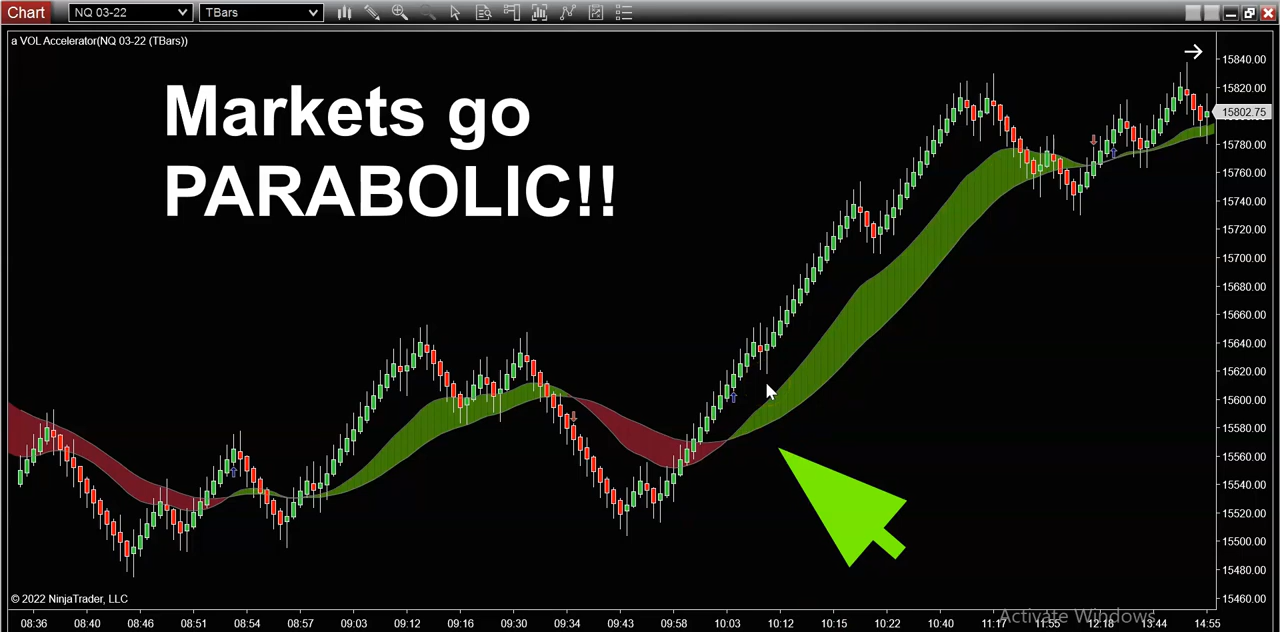 Chart NQ 03-22 TBars
a VOL Accelerator(NQ 03-22 (TBars))
Markets go
PARABOLIC!!
15840.00
15820.00
15802.75
15780.00
15760.00
15740.00
15720.00
15700.00
15680.00
15660.00
15640.00
15620.00
15600.00
15580.00
15560.00
15540.00
15520.00
15500.00
15480.00
15460.00
© 2022 NinjaTrader, LLC
Activate Windows
08:36 08:40 08:46 08:51 08:54 08:57 09:03 09:12 09:16 09:30 09:34 09:43 09:58 10:03 10:12 10:15 10:22 10:40 11:17 11:55 12:18 13:44 14:55